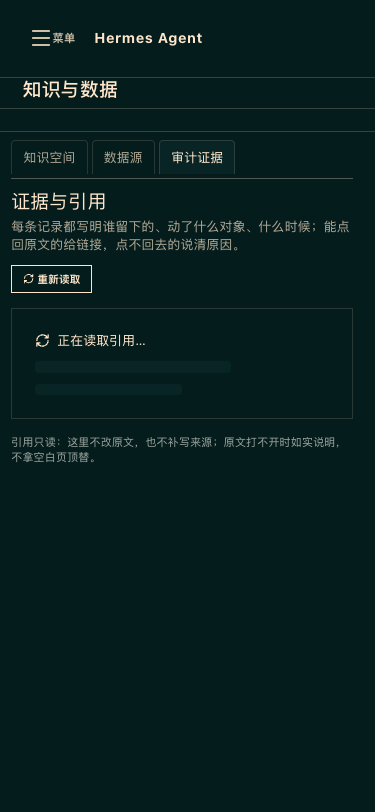 菜单
Hermes Agent
知识与数据
知识空间
数据源
审计证据
证据与引用
每条记录都写明谁留下的、动了什么对象、什么时候；能点
回原文的给链接，点不回去的说清原因。
重新读取
正在读取引用...
引用只读：这里不改原文，也不补写来源；原文打不开时如实说明，
不拿空白页顶替。